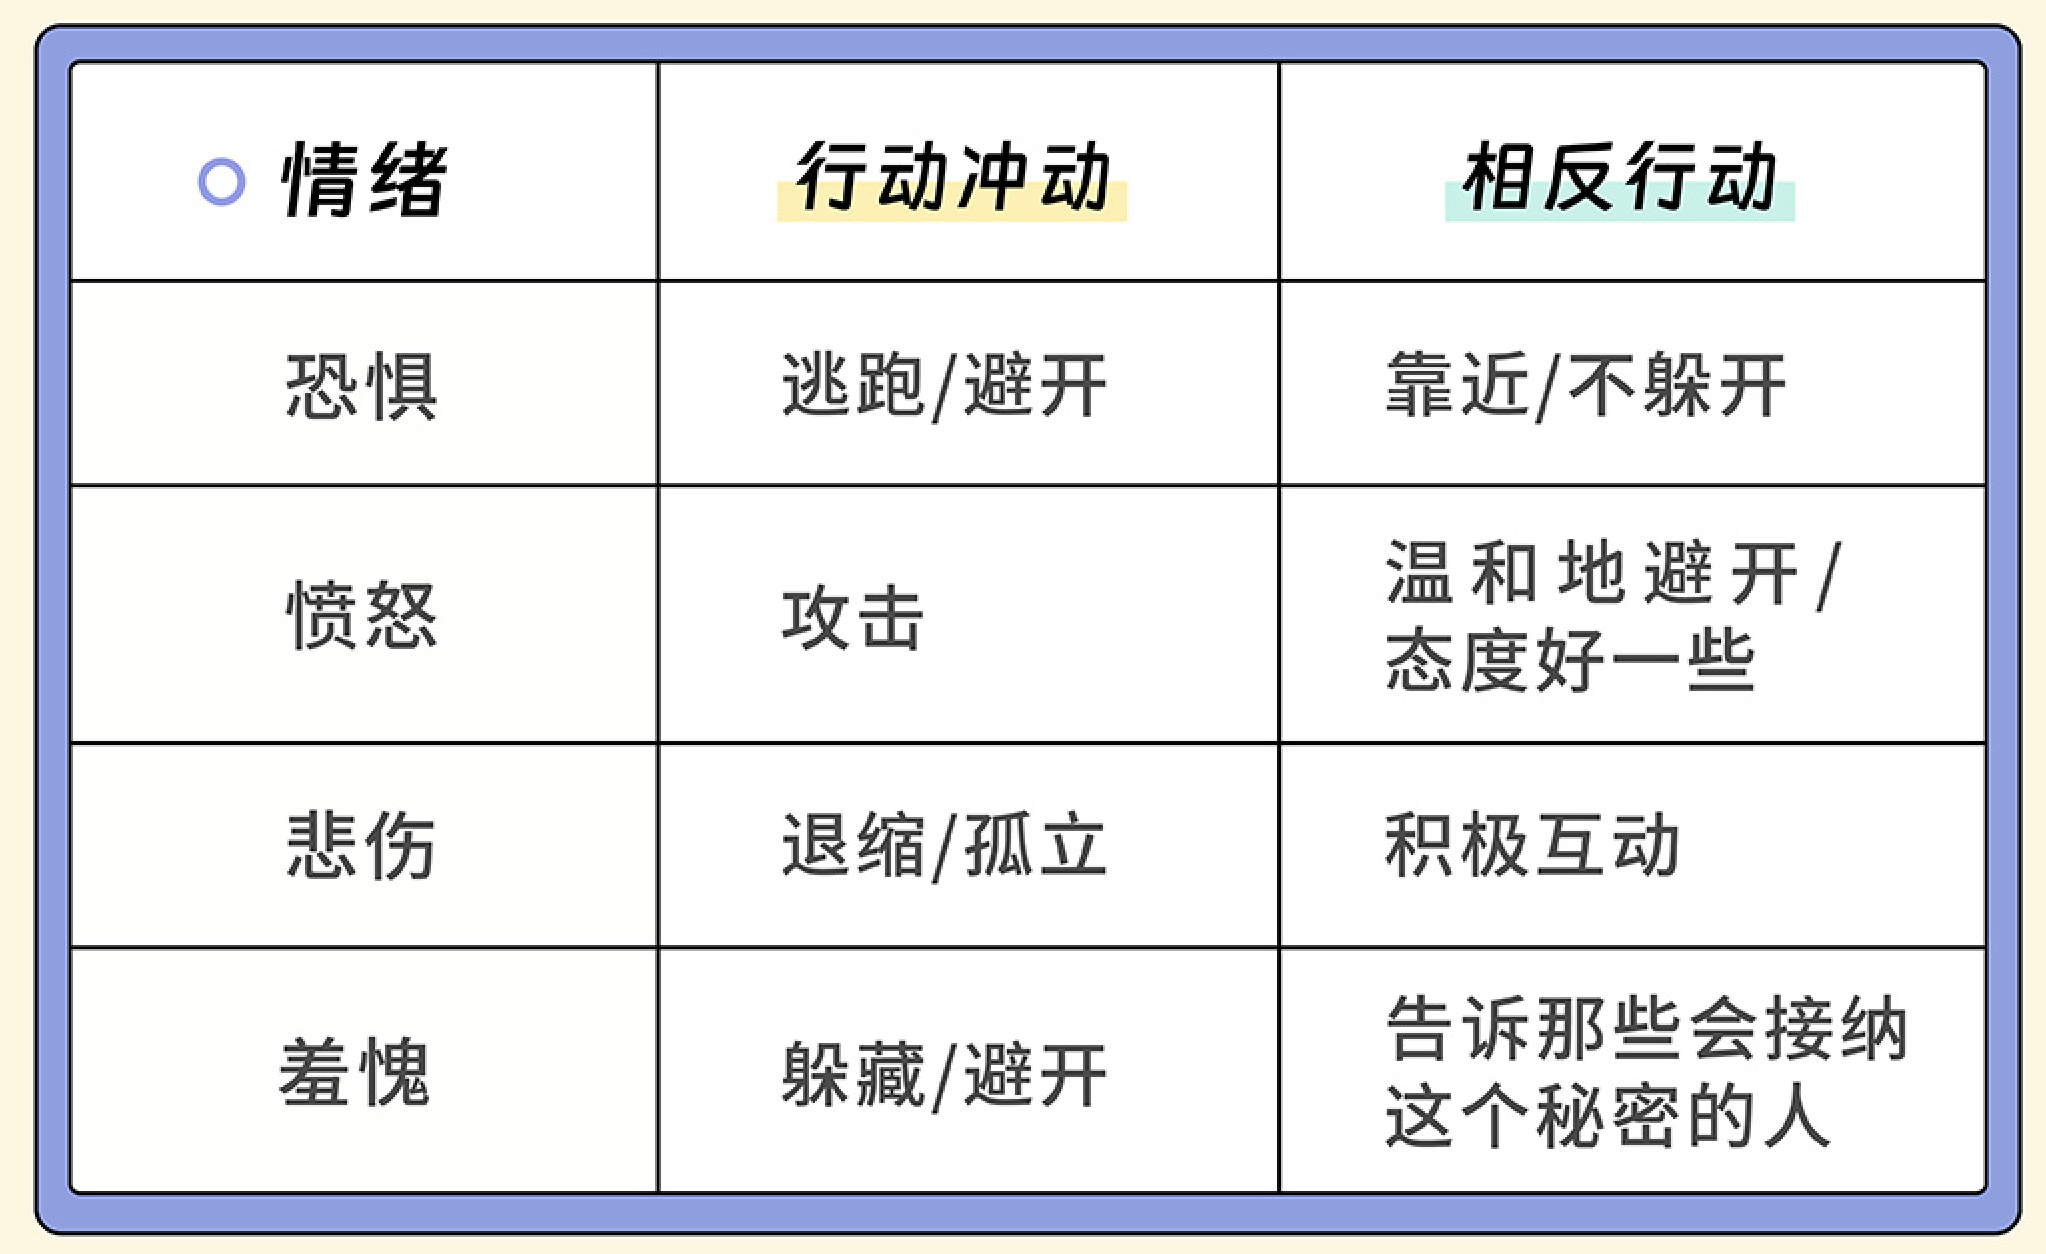 情绪 行动冲动 相反行动
恐惧 逃跑/避开 靠近/不躲开
愤怒 攻击 温和地避开/
态度好一些
悲伤 退缩/孤立 积极互动
羞愧 躲藏/避开 告诉那些会接纳
这个秘密的人